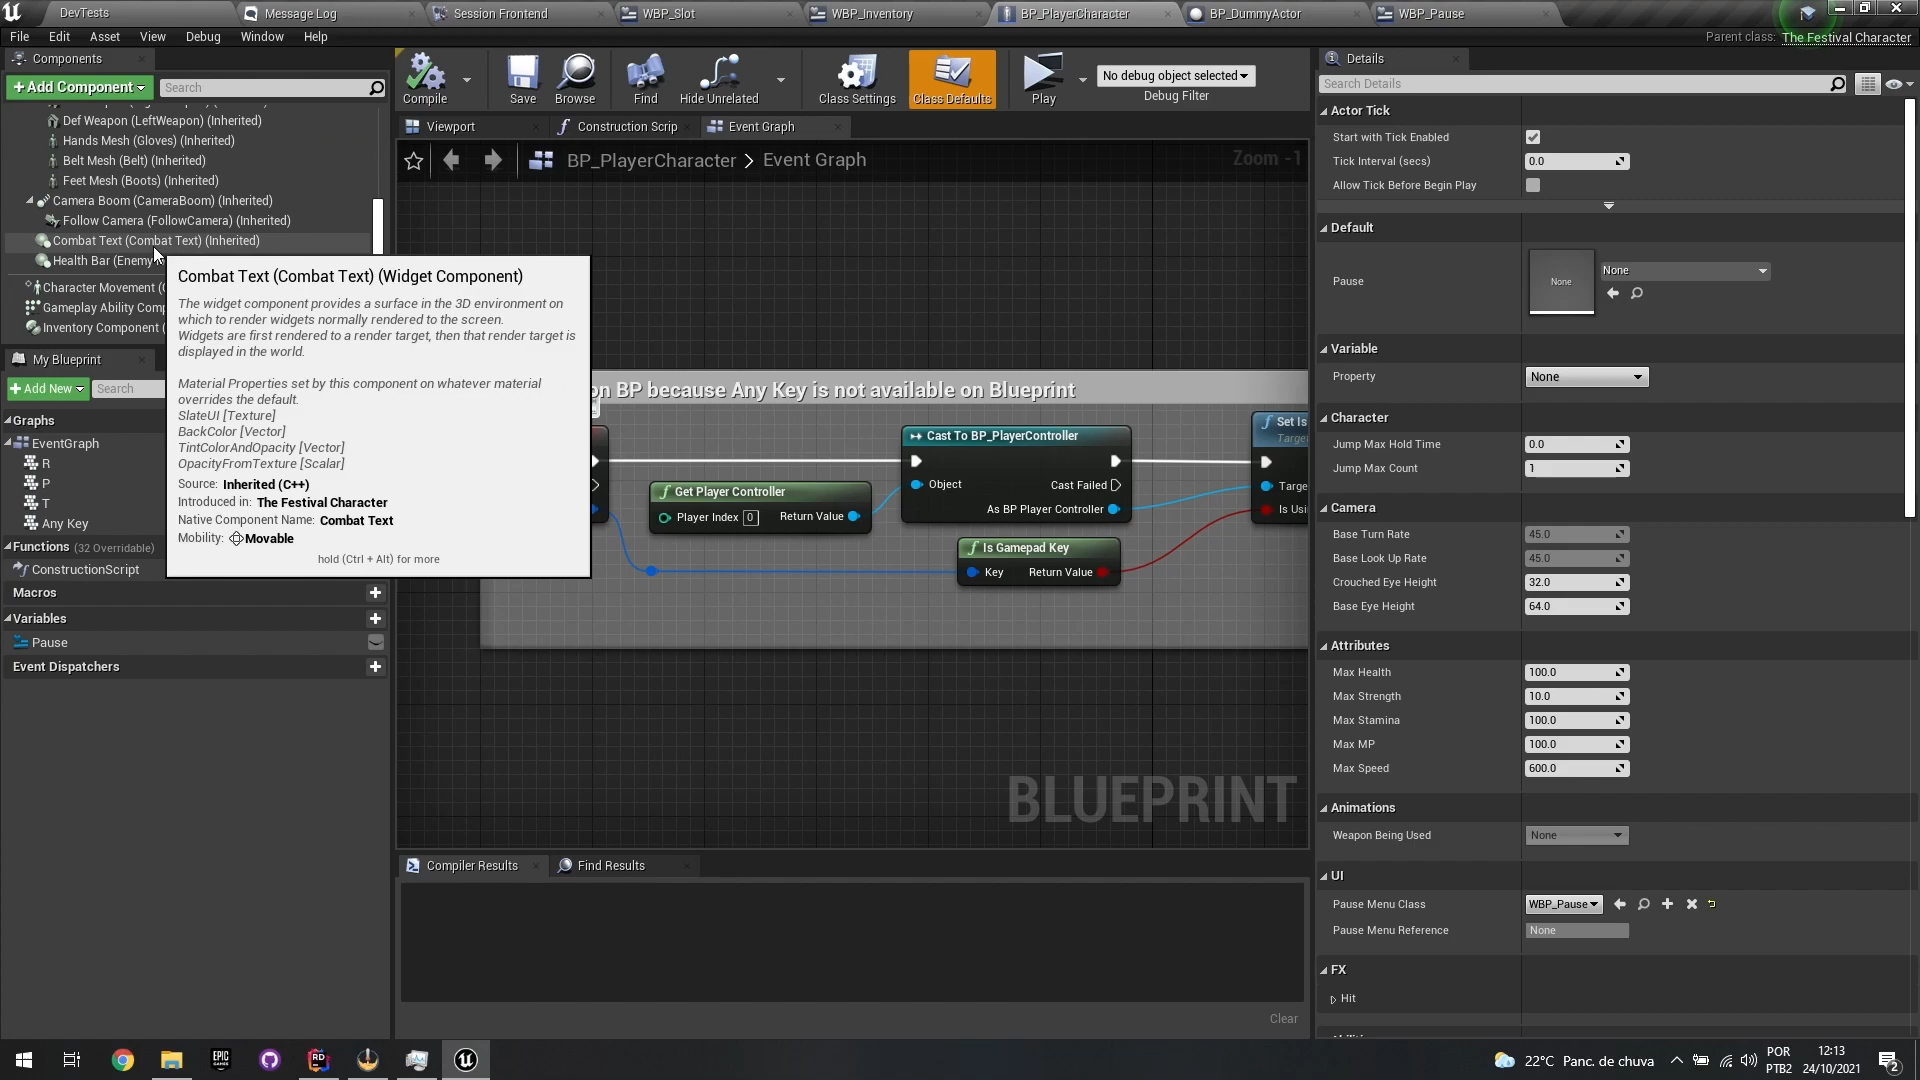 DevTests
Message Log
Session Frontend
WBP_Slot
WBP_Inventory
BP_PlayerCharacter
BP_DummyActor
WBP_Pause
File Edit Asset View Debug Window Help
Parent class: The Festival Character
Components
Add Component
Search
Def Weapon (LeftWeapon) (Inherited)
Hands Mesh (Gloves) (Inherited)
Belt Mesh (Belt) (Inherited)
Feet Mesh (Boots) (Inherited)
Camera Boom (CameraBoom) (Inherited)
Follow Camera (FollowCamera) (Inherited)
Combat Text (Combat Text) (Inherited)
Health Bar (Enemy
Character Movement (
Gameplay Ability Comp
Inventory Component (
My Blueprint
Add New
Search
Graphs
EventGraph
R
P
T
Any Key
Functions (32 Overridable)
ConstructionScript
Macros
Variables
Pause
Event Dispatchers
Combat Text (Combat Text) (Widget Component)
The widget component provides a surface in the 3D environment on
which to render widgets normally rendered to the screen.
Widgets are first rendered to a render target, then that render target is
displayed in the world.
Material Properties set by this component on whatever material
overrides the default.
SlateUI [Texture]
BackColor [Vector]
TintColorAndOpacity [Vector]
OpacityFromTexture [Scalar]
Source: Inherited (C++)
Introduced in: The Festival Character
Native Component Name: Combat Text
Mobility: Movable
hold (Ctrl + Alt) for more
Compile
Save
Browse
Find
Hide Unrelated
Class Settings
Class Defaults
Play
No debug object selected
Debug Filter
Viewport
Construction Scrip
Event Graph
BP_PlayerCharacter > Event Graph
Zoom -1
on BP because Any Key is not available on Blueprint
Get Player Controller
Player Index 0 Return Value
Cast To BP_PlayerController
Object
Cast Failed
As BP Player Controller
Is Gamepad Key
Key Return Value
Set Is
Targe
Targe
Is Usi
BLUEPRINT
Compiler Results
Find Results
Clear
Details
Search Details
Actor Tick
Start with Tick Enabled
Tick Interval (secs) 0.0
Allow Tick Before Begin Play
Default
Pause
None
None
Variable
Property None
Character
Jump Max Hold Time 0.0
Jump Max Count 1
Camera
Base Turn Rate 45.0
Base Look Up Rate 45.0
Crouched Eye Height 32.0
Base Eye Height 64.0
Attributes
Max Health 100.0
Max Strength 10.0
Max Stamina 100.0
Max MP 100.0
Max Speed 600.0
Animations
Weapon Being Used None
UI
Pause Menu Class WBP_Pause
Pause Menu Reference None
FX
Hit
EPIC GAMES
RD
22°C Panc. de chuva
POR
PTB2
12:13
24/10/2021
2